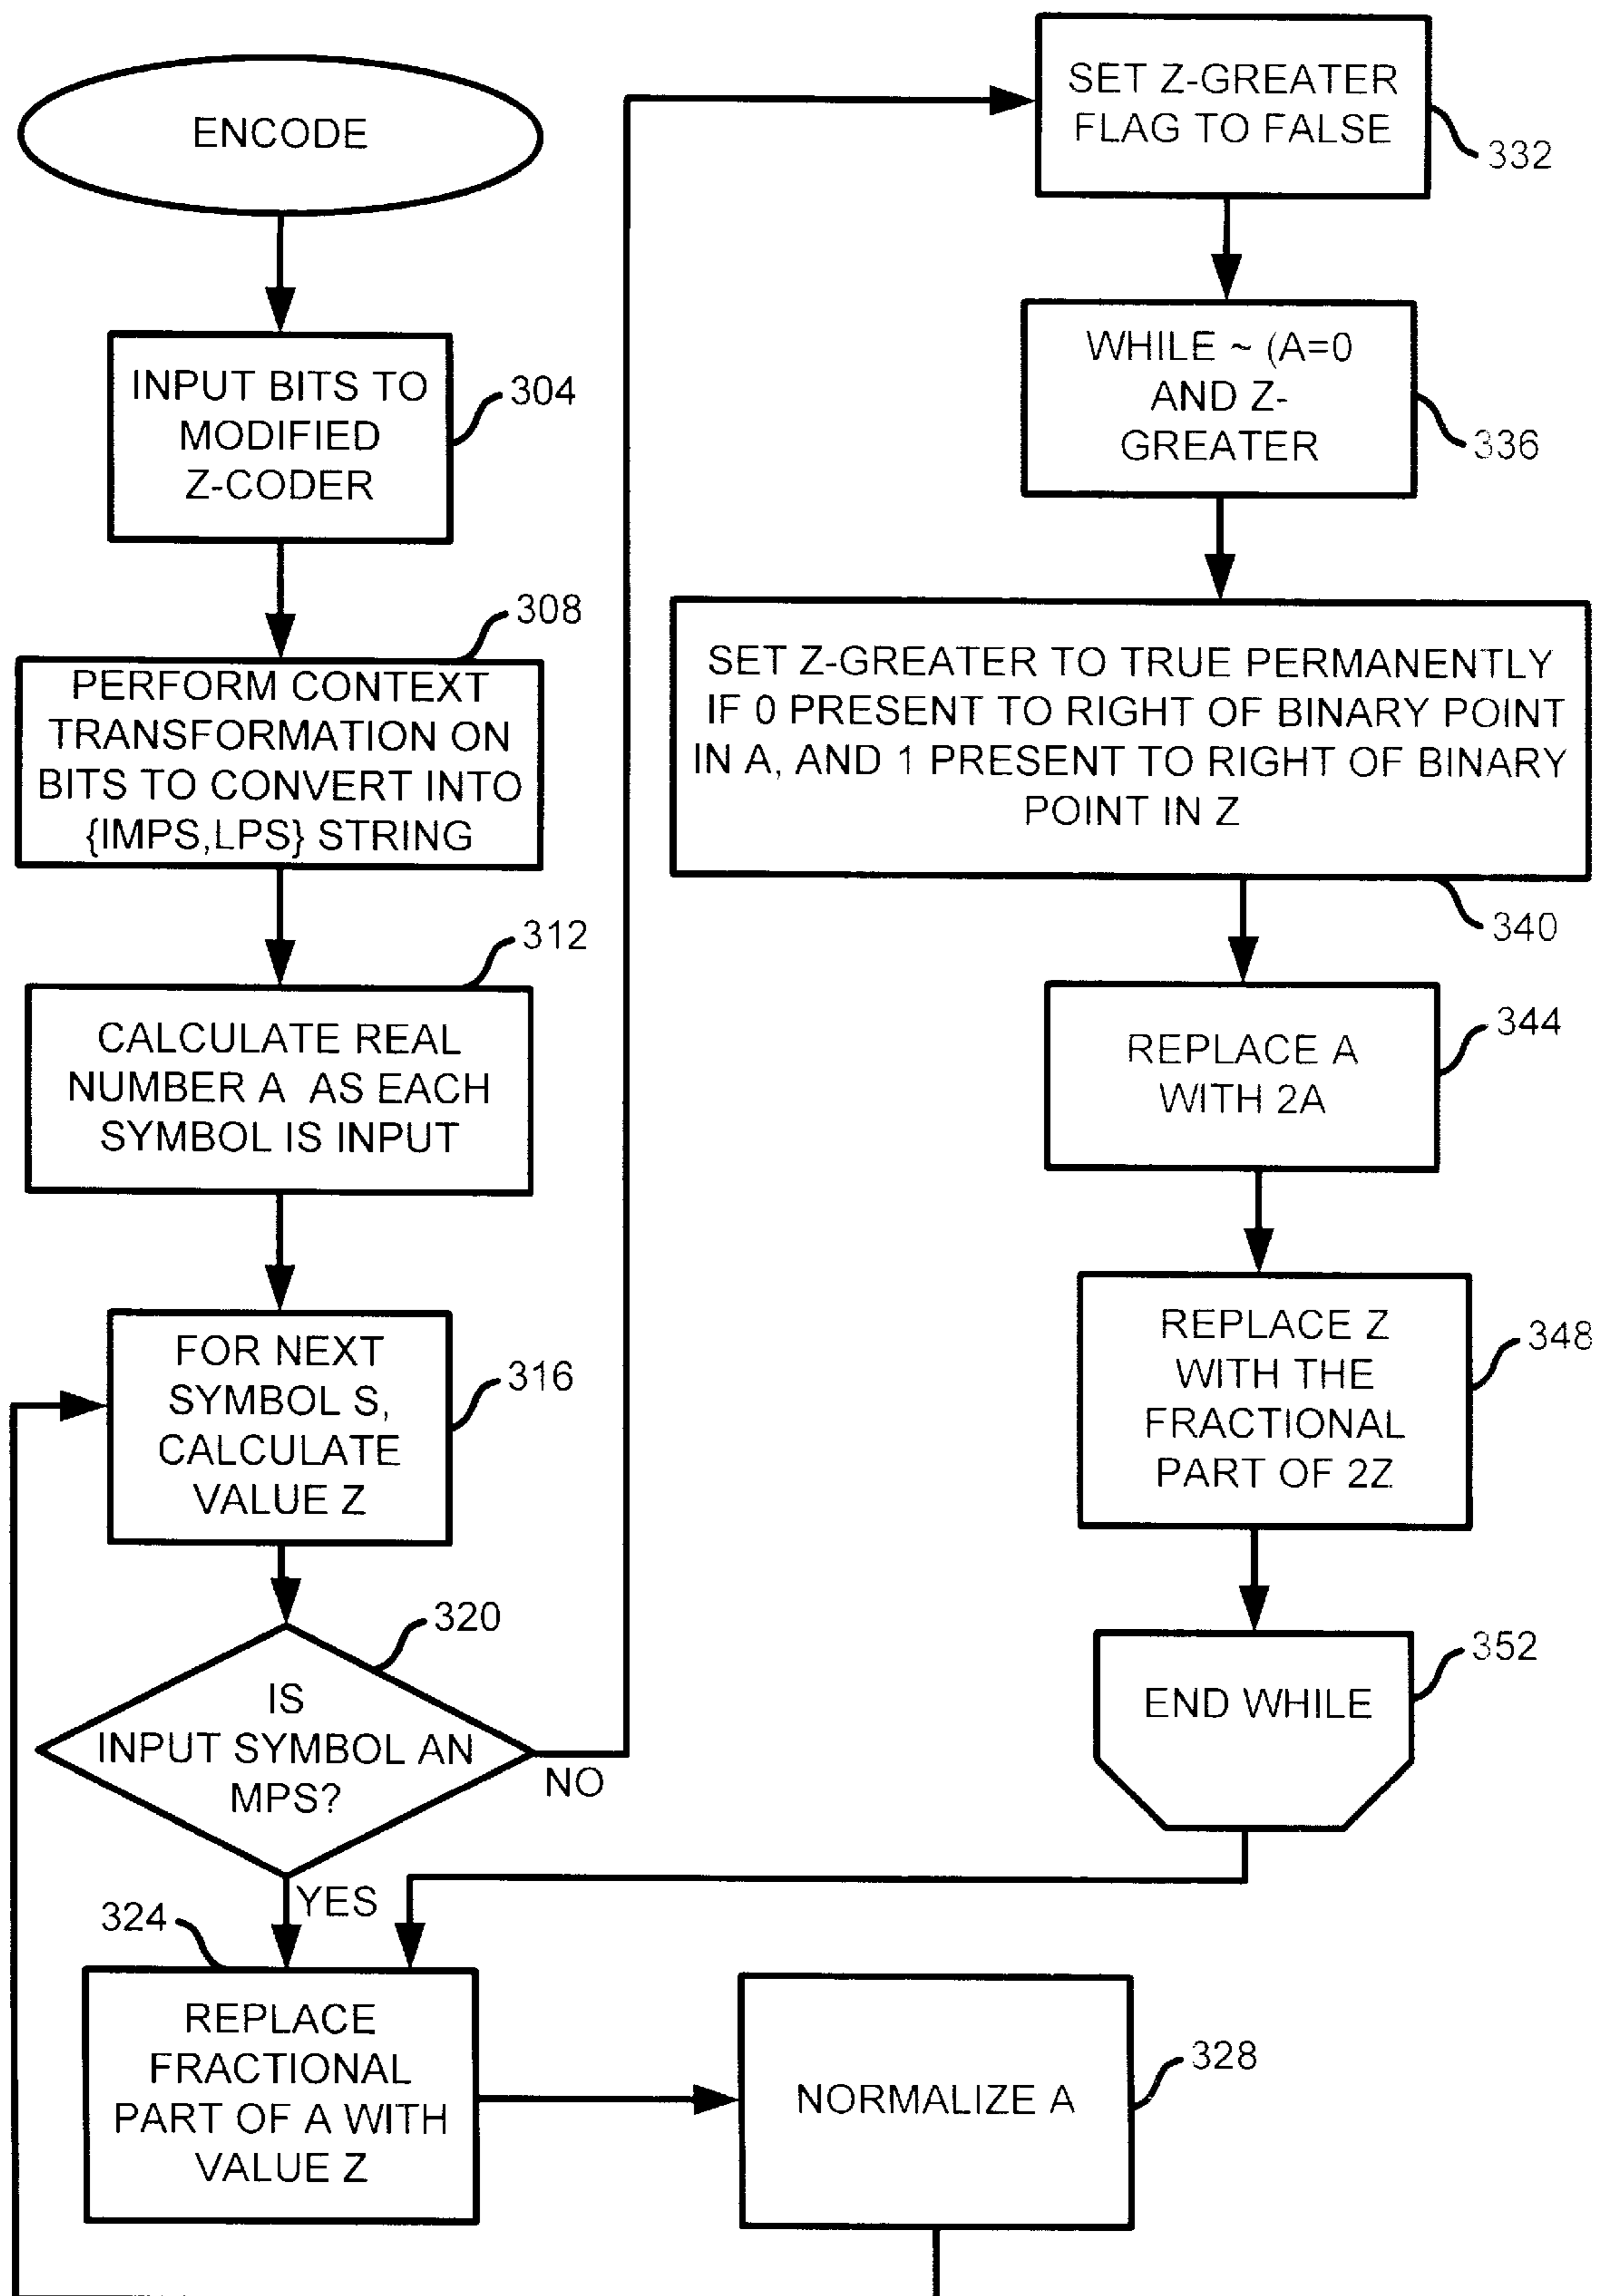 ENCODE
INPUT BITS TO
MODIFIED
Z-CODER
304
308
PERFORM CONTEXT
TRANSFORMATION ON
BITS TO CONVERT INTO
{IMPS,LPS} STRING
312
CALCULATE REAL
NUMBER A AS EACH
SYMBOL IS INPUT
FOR NEXT
SYMBOL S,
CALCULATE
VALUE Z
316
320
IS
INPUT SYMBOL AN
MPS?
NO
YES
324
REPLACE
FRACTIONAL
PART OF A WITH
VALUE Z
NORMALIZE A
328
SET Z-GREATER
FLAG TO FALSE
332
WHILE ~ (A=0
AND Z-
GREATER
336
SET Z-GREATER TO TRUE PERMANENTLY
IF 0 PRESENT TO RIGHT OF BINARY POINT
IN A, AND 1 PRESENT TO RIGHT OF BINARY
POINT IN Z
340
REPLACE A
WITH 2A
344
REPLACE Z
WITH THE
FRACTIONAL
PART OF 2Z
348
END WHILE
352